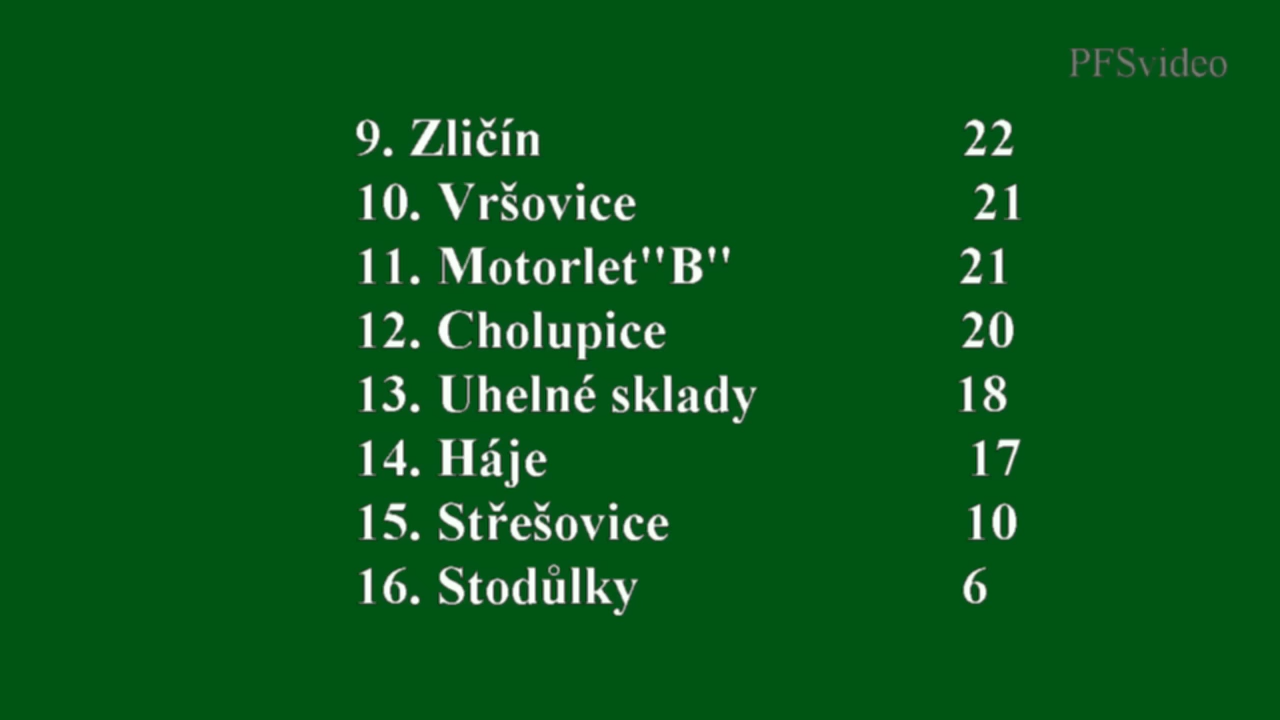 PFSvideo
9. Zličín 22
10. Vršovice 21
11. Motorlet"B" 21
12. Cholupice 20
13. Uhelné sklady 18
14. Háje 17
15. Střešovice 10
16. Stodůlky 6